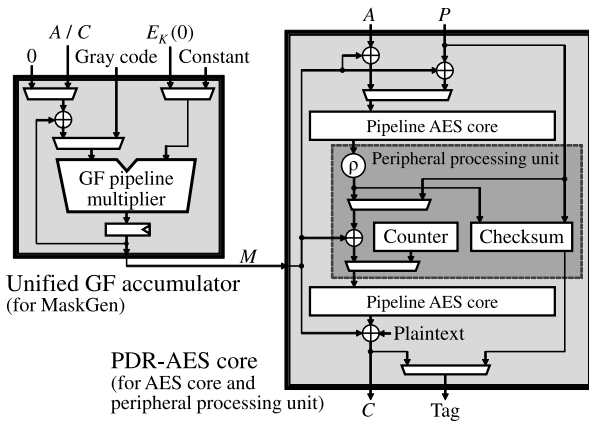 A / C
E_K(0)
0
Gray code
Constant
GF pipeline
multiplier
M
Unified GF accumulator
(for MaskGen)
A
P
Pipeline AES core
ρ
Peripheral processing unit
Counter
Checksum
Pipeline AES core
Plaintext
PDR-AES core
(for AES core and
peripheral processing unit)
C
Tag